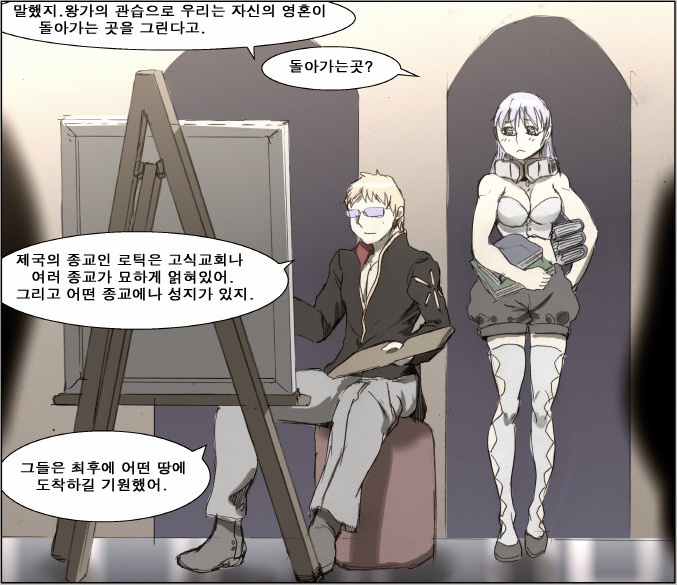 말했지.왕가의 관습으로 우리는 자신의 영혼이
돌아가는 곳을 그린다고.
돌아가는곳?
제국의 종교인 로틱은 고식교회나
여러 종교가 묘하게 얽혀있어.
그리고 어떤 종교에나 성지가 있지.
그들은 최후에 어떤 땅에
도착하길 기원했어.